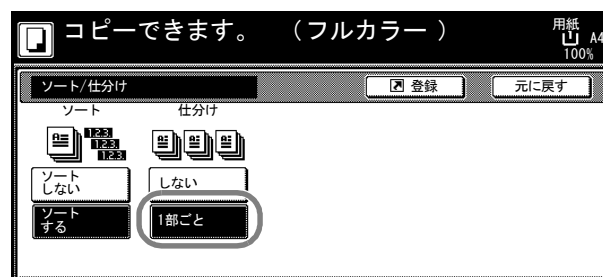 コピーできます。 （フルカラー ）
用紙
A4
100%
ソート/仕分け
登録
元に戻す
ソート
仕分け
1.2.3.
1.2.3.
1.2.3.
ソート
しない
しない
ソート
する
1部ごと